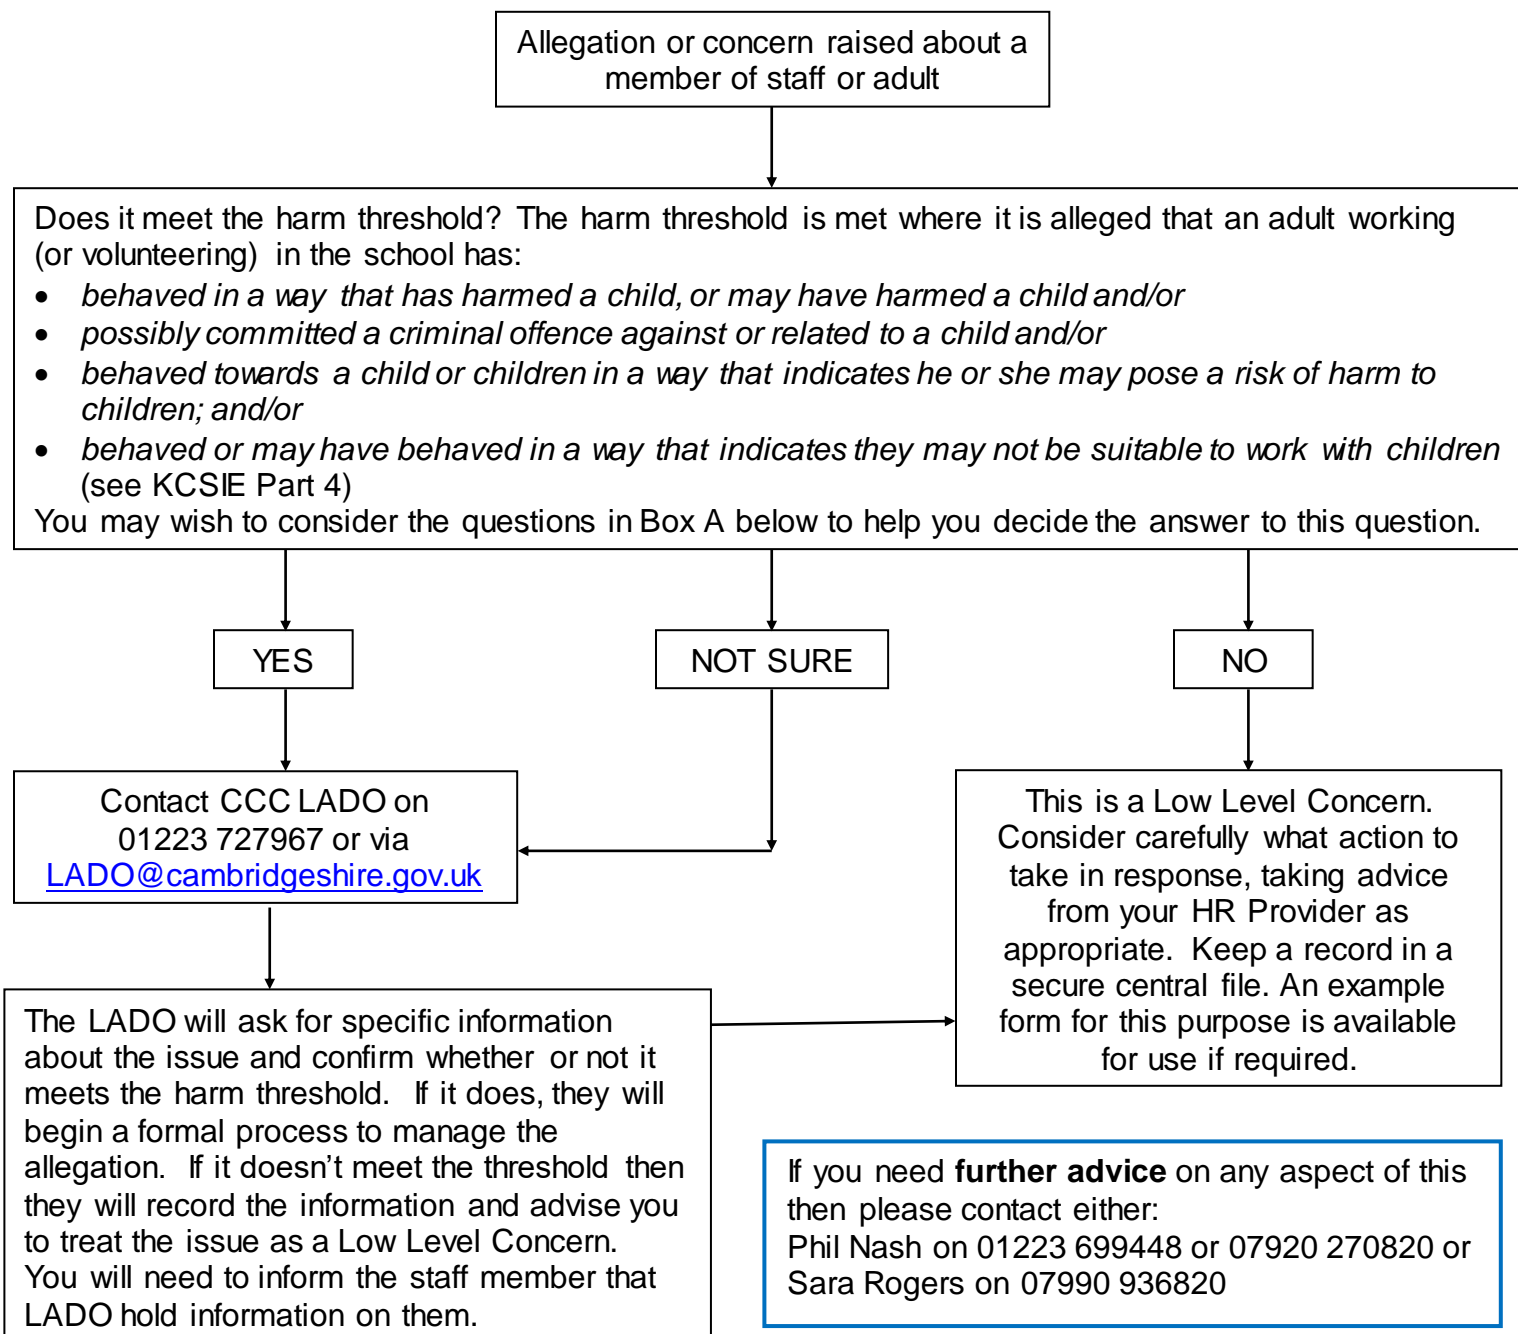 Allegation or concern raised about a
member of staff or adult
Does it meet the harm threshold? The harm threshold is met where it is alleged that an adult working
(or volunteering) in the school has:
• behaved in a way that has harmed a child, or may have harmed a child and/or
• possibly committed a criminal offence against or related to a child and/or
• behaved towards a child or children in a way that indicates he or she may pose a risk of harm to
children; and/or
• behaved or may have behaved in a way that indicates they may not be suitable to work with children
(see KCSIE Part 4)
You may wish to consider the questions in Box A below to help you decide the answer to this question.
YES
NOT SURE
NO
Contact CCC LADO on
01223 727967 or via
LADO@cambridgeshire.gov.uk
This is a Low Level Concern.
Consider carefully what action to
take in response, taking advice
from your HR Provider as
appropriate. Keep a record in a
secure central file. An example
form for this purpose is available
for use if required.
The LADO will ask for specific information
about the issue and confirm whether or not it
meets the harm threshold. If it does, they will
begin a formal process to manage the
allegation. If it doesn't meet the threshold then
they will record the information and advise you
to treat the issue as a Low Level Concern.
You will need to inform the staff member that
LADO hold information on them.
If you need further advice on any aspect of this
then please contact either:
Phil Nash on 01223 699448 or 07920 270820 or
Sara Rogers on 07990 936820